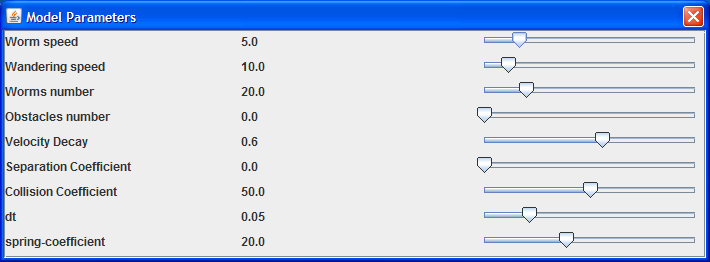 Model Parameters
Worm speed 5.0
Wandering speed 10.0
Worms number 20.0
Obstacles number 0.0
Velocity Decay 0.6
Separation Coefficient 0.0
Collision Coefficient 50.0
dt 0.05
spring-coefficient 20.0